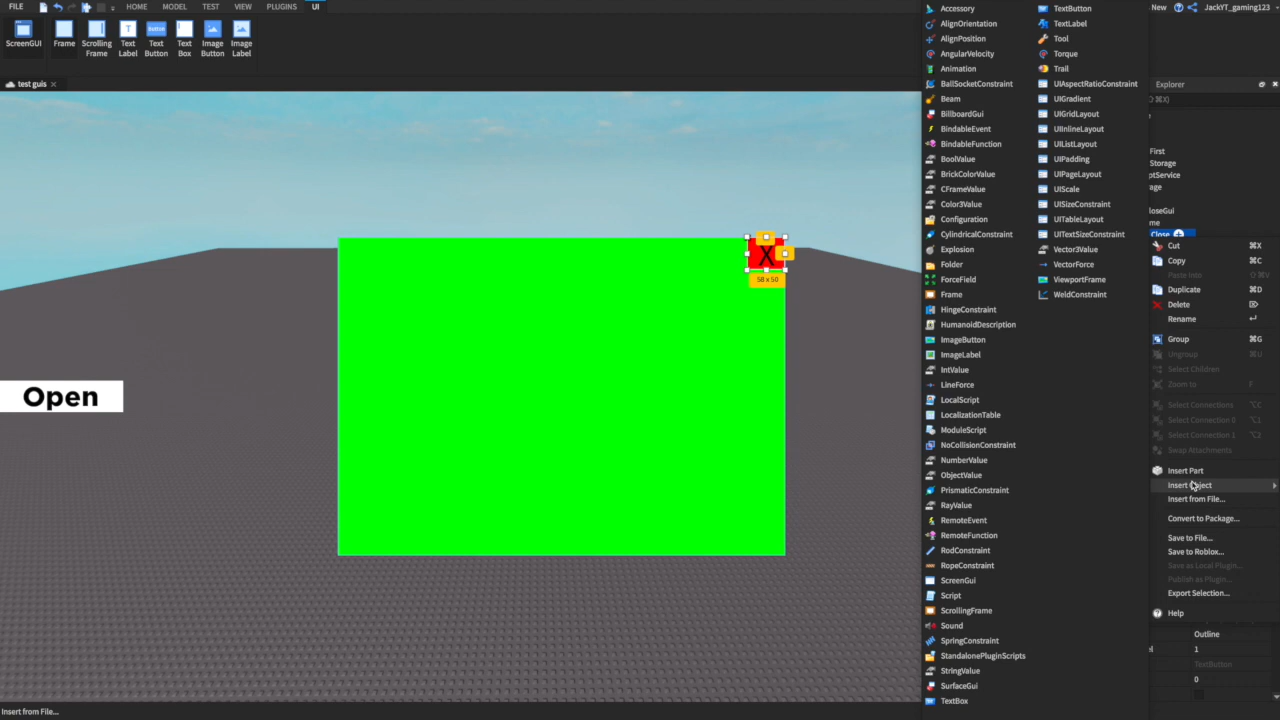 FILE
HOME
MODEL
TEST
VIEW
PLUGINS
UI
New
JackYT_gaming123
ScreenGUI
Frame
Scrolling
Frame
Text
Label
Text
Button
Text
Box
Image
Button
Image
Label
Button
test guis
Open
X
58 x 50
Accessory
AlignOrientation
AlignPosition
AngularVelocity
Animation
BallSocketConstraint
Beam
BillboardGui
BindableEvent
BindableFunction
BoolValue
BrickColorValue
CFrameValue
Color3Value
Configuration
CylindricalConstraint
Explosion
Folder
ForceField
Frame
HingeConstraint
HumanoidDescription
ImageButton
ImageLabel
IntValue
LineForce
LocalScript
LocalizationTable
ModuleScript
NoCollisionConstraint
NumberValue
ObjectValue
PrismaticConstraint
RayValue
RemoteEvent
RemoteFunction
RodConstraint
RopeConstraint
ScreenGui
Script
ScrollingFrame
Sound
SpringConstraint
StandalonePluginScripts
StringValue
SurfaceGui
TextBox
TextButton
TextLabel
Tool
Torque
Trail
UIAspectRatioConstraint
UIGradient
UIGridLayout
UIInlineLayout
UIListLayout
UIPadding
UIPageLayout
UIScale
UISizeConstraint
UITableLayout
UITextSizeConstraint
Vector3Value
VectorForce
ViewportFrame
WeldConstraint
Explorer
⌘X)
First
Storage
ptService
age
loseGui
me
Close
Cut ⌘X
Copy ⌘C
Paste Into ⇧⌘V
Duplicate ⌘D
Delete ⌦
Rename ↵
Group ⌘G
Ungroup ⌘U
Select Children
Zoom to F
Select Connections ⌥C
Select Connection 0 ⌥1
Select Connection 1 ⌥2
Swap Attachments
Insert Part
Insert Object
Insert from File...
Convert to Package...
Save to File...
Save to Roblox...
Save as Local Plugin...
Publish as Plugin...
Export Selection...
Help
Outline
el 1
TextButton
0
Insert from File...